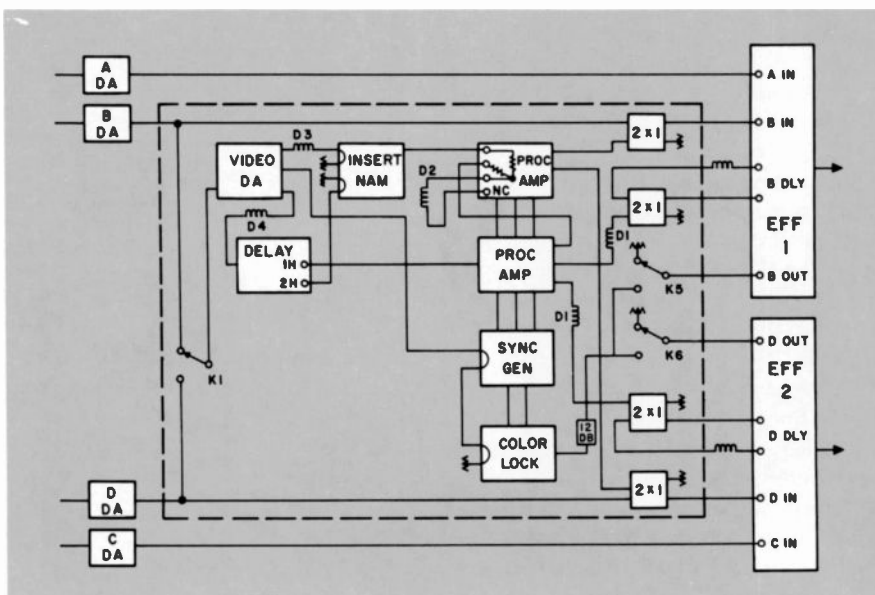 A
DA
A IN
B
DA
B IN
2 X 1
D3
VIDEO
DA
INSERT
NAM
PROC
AMP
D2
NC
B DLY
2 X 1
EFF
1
D4
DELAY
1H
2H
PROC
AMP
D1
B OUT
K5
D1
K1
SYNC
GEN
K6
D OUT
EFF
2
12
DB
2 X 1
D DLY
COLOR
LOCK
2 X 1
D
DA
D IN
C
DA
C IN